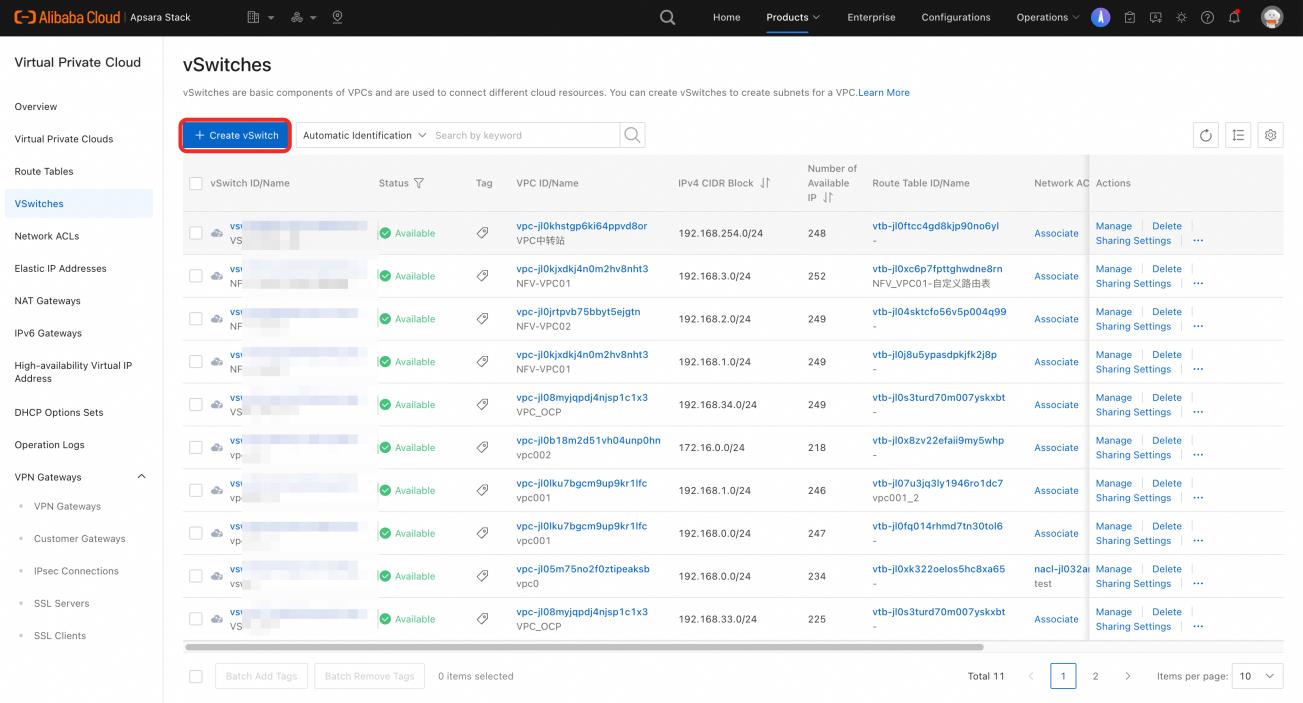 Alibaba Cloud | Apsara Stack
Home
Products
Enterprise
Configurations
Operations
Virtual Private Cloud
Overview
Virtual Private Clouds
Route Tables
VSwitches
Network ACLs
Elastic IP Addresses
NAT Gateways
IPv6 Gateways
High-availability Virtual IP
Address
DHCP Options Sets
Operation Logs
VPN Gateways
VPN Gateways
Customer Gateways
IPsec Connections
SSL Servers
SSL Clients
vSwitches
vSwitches are basic components of VPCs and are used to connect different cloud resources. You can create vSwitches to create subnets for a VPC.Learn More
+ Create vSwitch
Automatic Identification
Search by keyword
vSwitch ID/Name
Status
Tag
VPC ID/Name
IPv4 CIDR Block
Number of
Available
IP
Route Table ID/Name
Network AC
Actions
Available
vpc-jl0khstgp6ki64ppvd8or
VPC中转站
192.168.254.0/24
248
vtb-jl0ftcc4gd8kjp90no6yl
-
Associate
Manage Delete
Sharing Settings ···
Available
vpc-jl0kjxdkj4n0m2hv8nht3
NFV-VPC01
192.168.3.0/24
252
vtb-jl0xc6p7fpttghwdne8rn
NFV_VPC01-自定义路由表
Associate
Manage Delete
Sharing Settings ···
Available
vpc-jl0jrtpvb75bbyt5ejgtn
NFV-VPC02
192.168.2.0/24
249
vtb-jl04sktcfo56v5p004q99
-
Associate
Manage Delete
Sharing Settings ···
Available
vpc-jl0kjxdkj4n0m2hv8nht3
NFV-VPC01
192.168.1.0/24
249
vtb-jl0j8u5ypasdpkjfk2j8p
-
Associate
Manage Delete
Sharing Settings ···
Available
vpc-jl08myjqpdj4njsp1c1x3
VPC_OCP
192.168.34.0/24
249
vtb-jl0s3turd70m007yskxbt
-
Associate
Manage Delete
Sharing Settings ···
Available
vpc-jl0b18m2d51vh04unp0hn
vpc002
172.16.0.0/24
218
vtb-jl0x8zv22efaii9my5whp
-
Associate
Manage Delete
Sharing Settings ···
Available
vpc-jl0lku7bgcm9up9kr1lfc
vpc001
192.168.1.0/24
246
vtb-jl07u3jq3ly1946ro1dc7
vpc001_2
Associate
Manage Delete
Sharing Settings ···
Available
vpc-jl0lku7bgcm9up9kr1lfc
vpc001
192.168.0.0/24
247
vtb-jl0fq014rhmd7tn30tol6
-
Associate
Manage Delete
Sharing Settings ···
Available
vpc-jl05m75no2f0ztipeaksb
vpc0
192.168.0.0/24
234
vtb-jl0xk322oelos5hc8xa65
-
nacl-jl032a
test
Manage Delete
Sharing Settings ···
Available
vpc-jl08myjqpdj4njsp1c1x3
VPC_OCP
192.168.33.0/24
225
vtb-jl0s3turd70m007yskxbt
-
Associate
Manage Delete
Sharing Settings ···
Batch Add Tags
Batch Remove Tags
0 items selected
Total 11
1
2
Items per page:
10